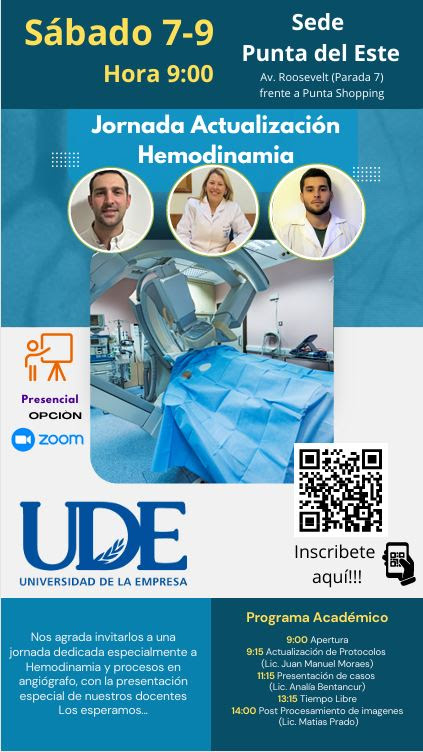 Sábado 7-9
Hora 9:00
Sede
Punta del Este
Av. Roosevelt (Parada 7)
frente a Punta Shopping
Jornada Actualización
Hemodinamia
Presencial
OPCIÒN
zoom
UDE
UNIVERSIDAD DE LA EMPRESA
Inscribete
aquí!!!
Nos agrada invitarlos a una
jornada dedicada especialmente a
Hemodinamia y procesos en
angiógrafo, con la presentación
especial de nuestros docentes
Los esperamos...
Programa Académico
9:00 Apertura
9:15 Actualización de Protocolos
(Lic. Juan Manuel Moraes)
11:15 Presentación de casos
(Lic. Analía Bentancur)
13:15 Tiempo Libre
14:00 Post Procesamiento de imagenes
(Lic. Matias Prado)